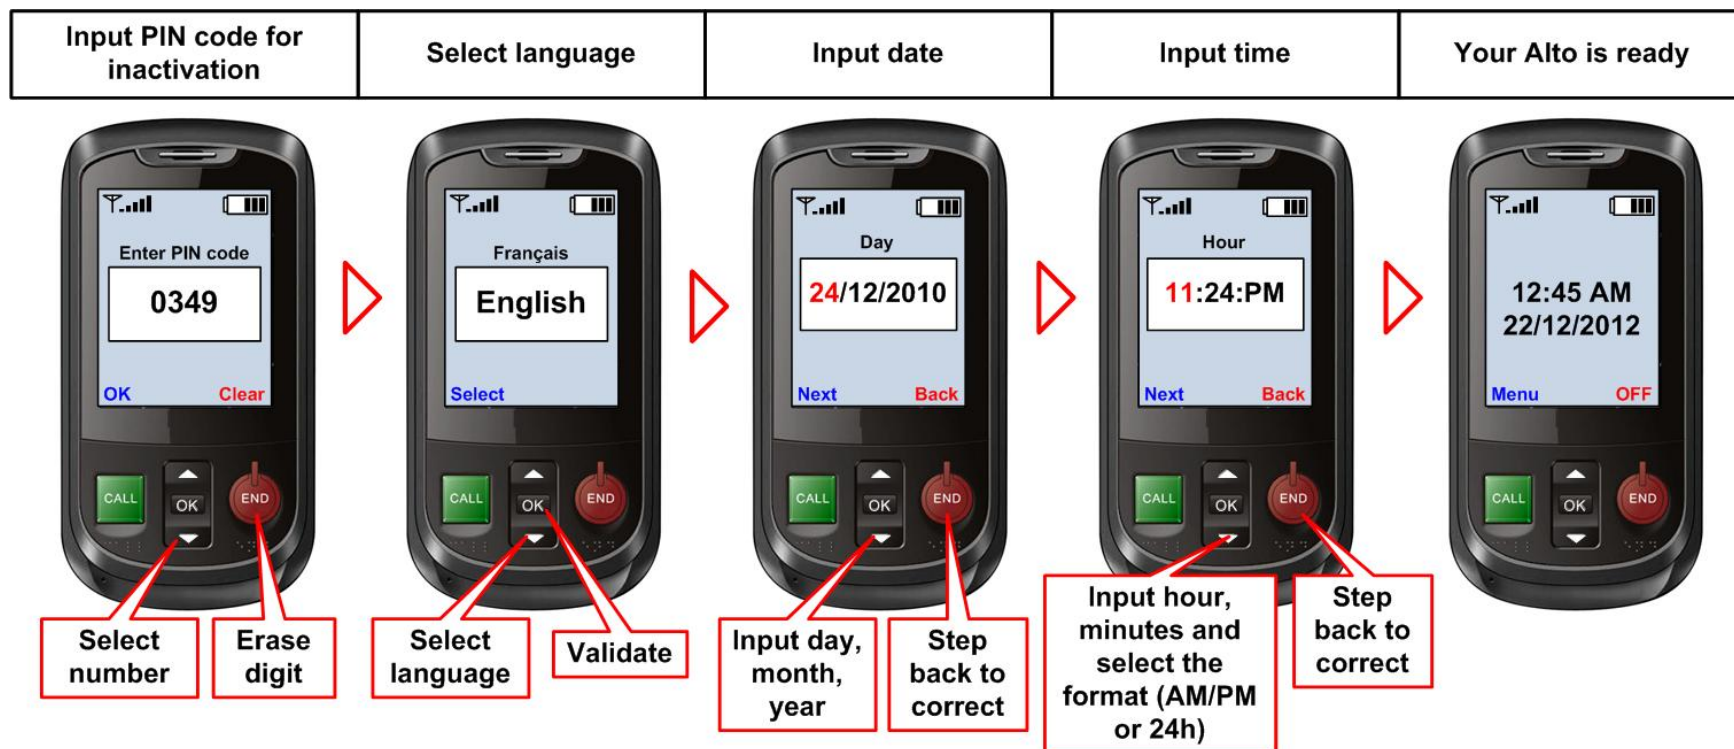 Input PIN code for
inactivation
Select language
Input date
Input time
Your Alto is ready
Enter PIN code
0349
OK
Clear
CALL
OK
END
Select
number
Erase
digit
Français
English
Select
CALL
OK
END
Select
language
Validate
Day
24/12/2010
Next
Back
CALL
OK
END
Input day,
month,
year
Step
back to
correct
Hour
11:24:PM
Next
Back
CALL
OK
END
Input hour,
minutes and
select the
format (AM/PM
or 24h)
Step
back to
correct
12:45 AM
22/12/2012
Menu
OFF
CALL
OK
END